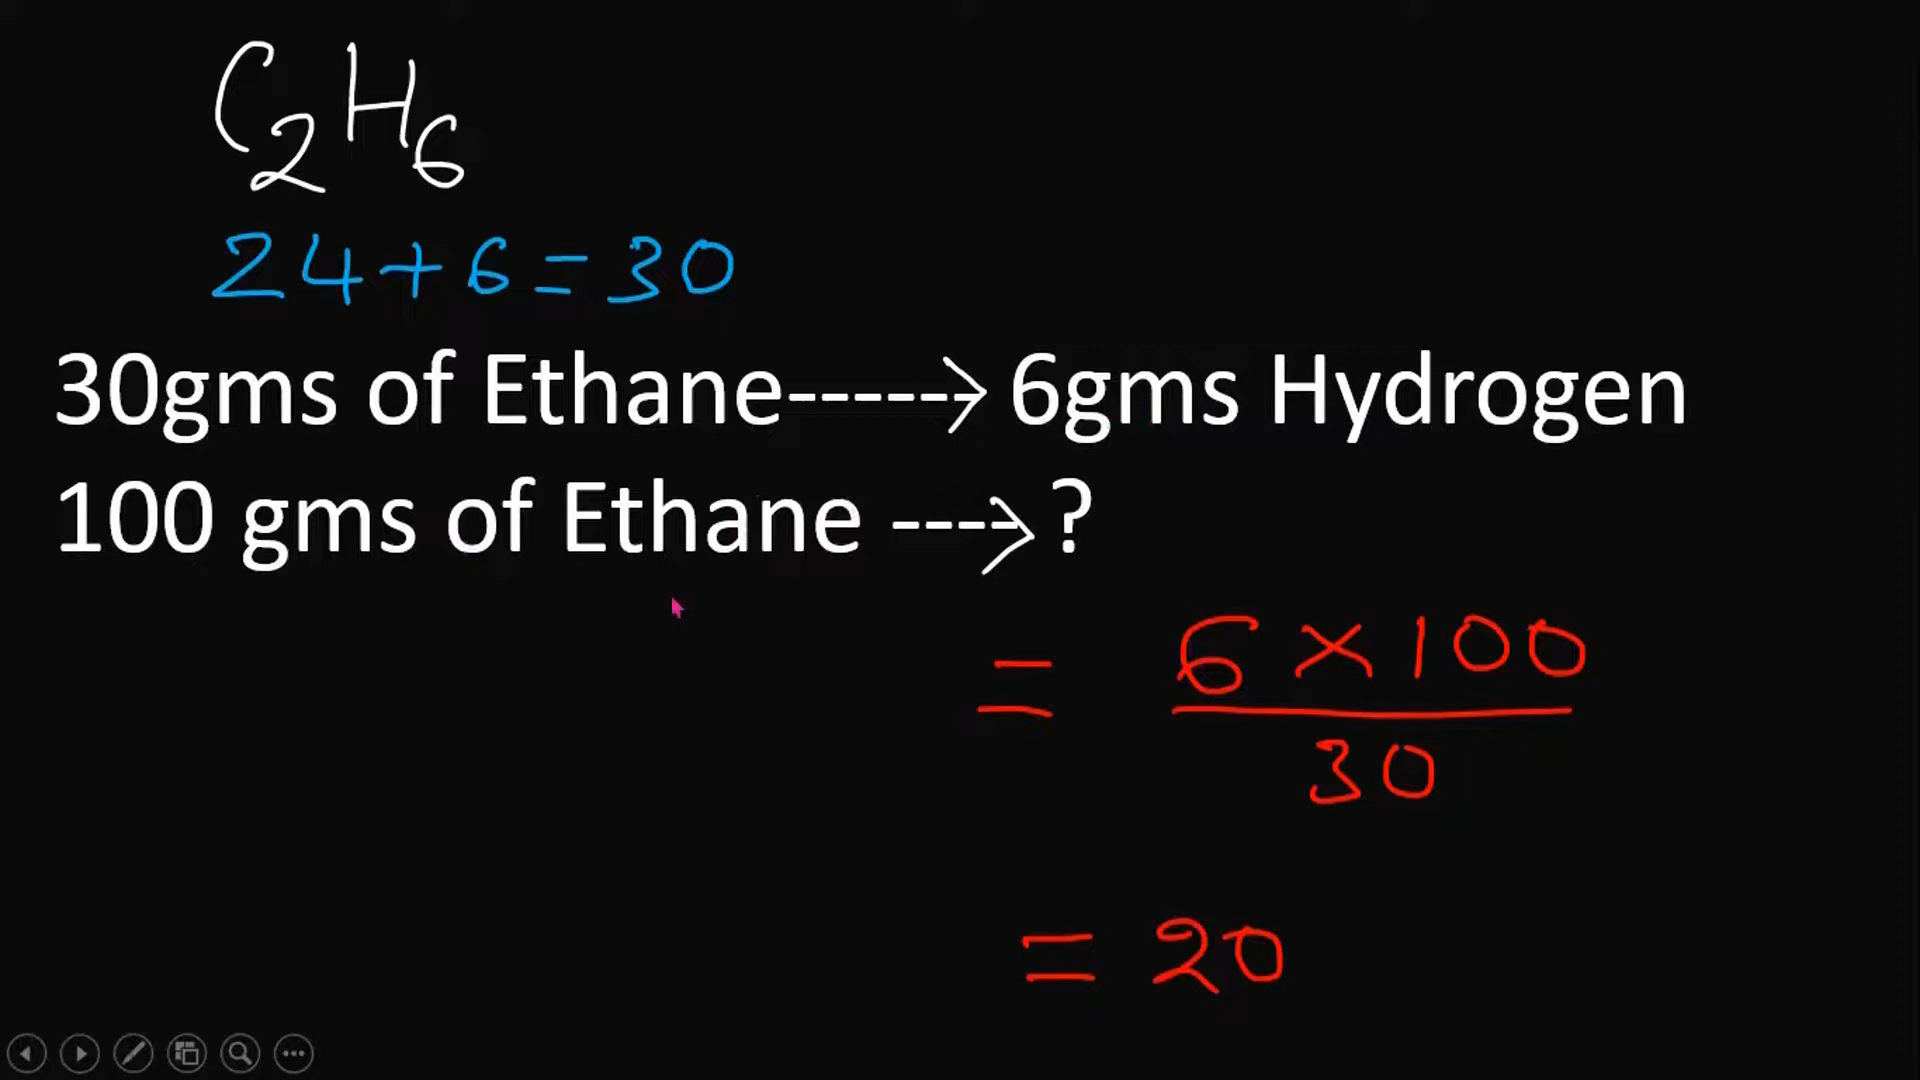 C₂H₆
24+6=30
30gms of Ethane-----> 6gms Hydrogen
100 gms of Ethane ----> ?
= 6 × 100
30
= 20